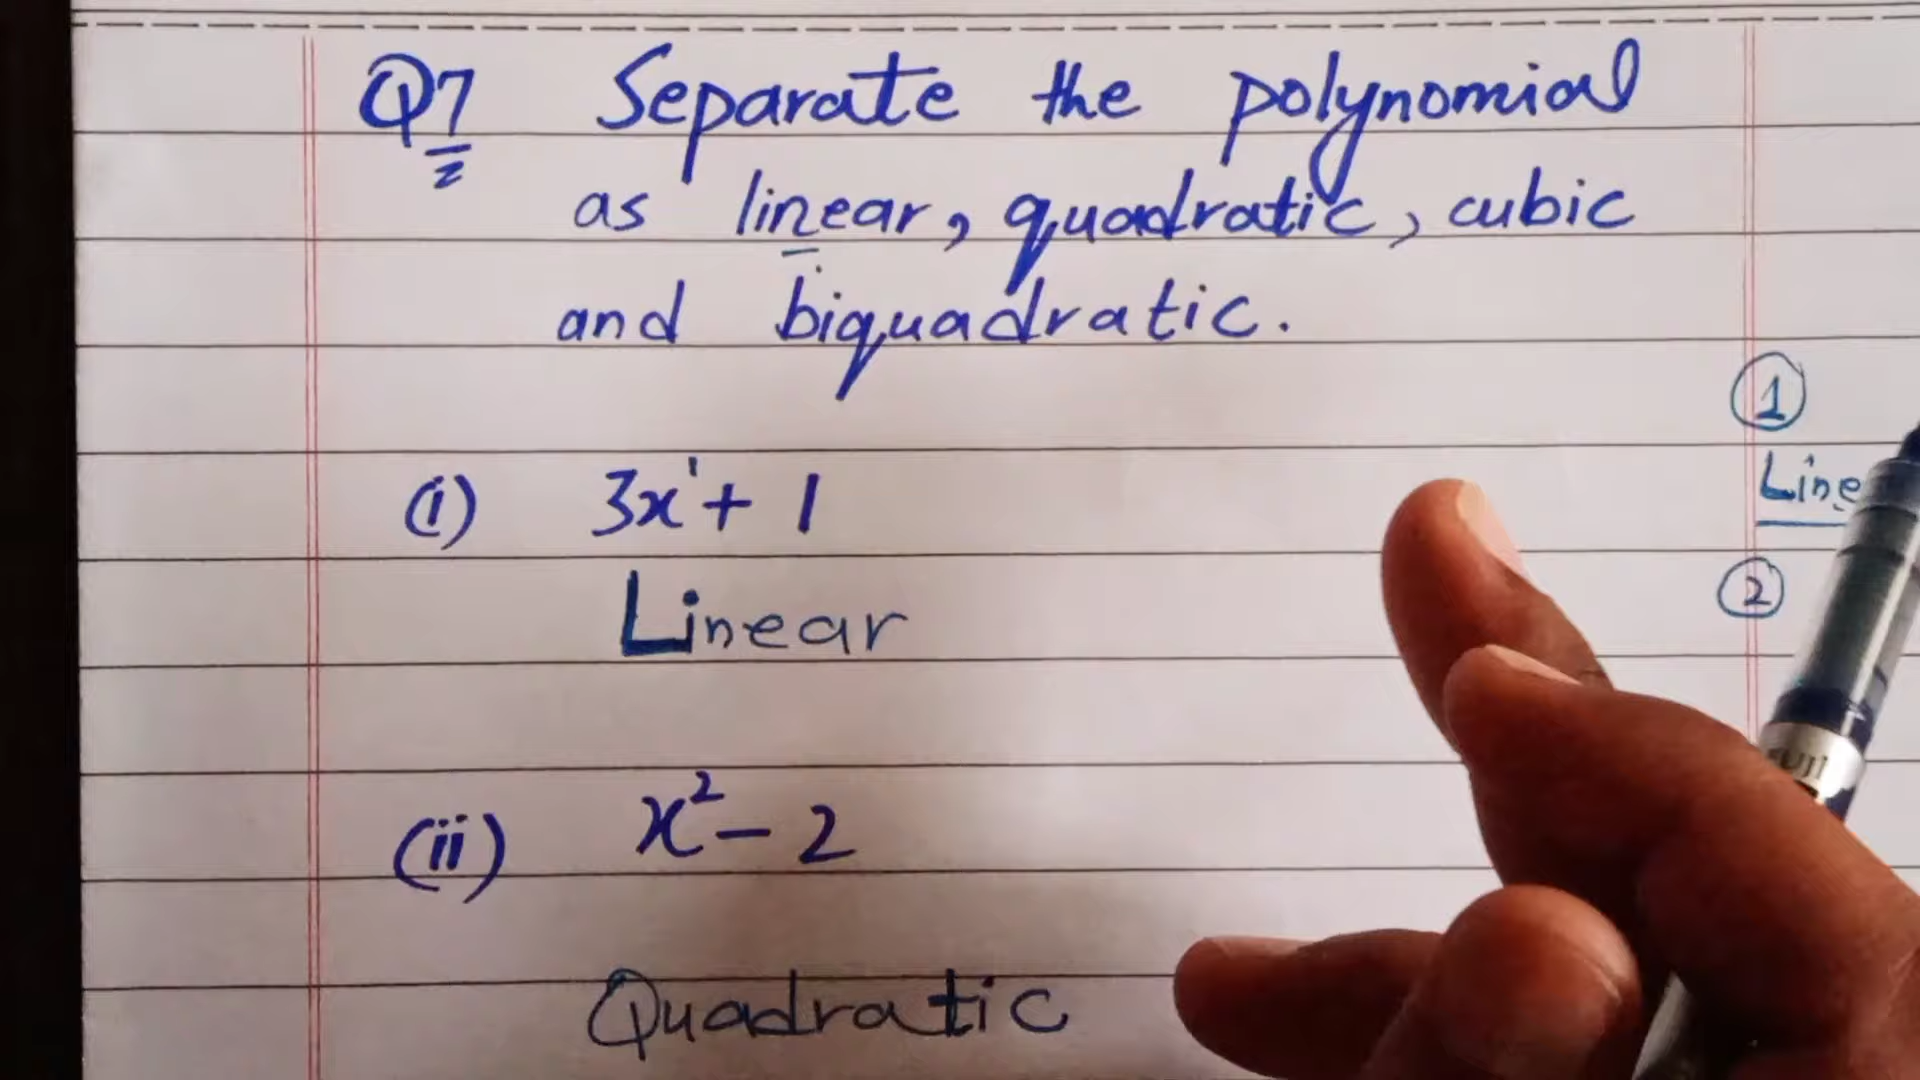 Q7 Separate the polynomial
as linear, quadratic, cubic
and biquadratic.
①
(i) 3x¹ + 1
Linear
②
(ii) x² - 2
Quadratic